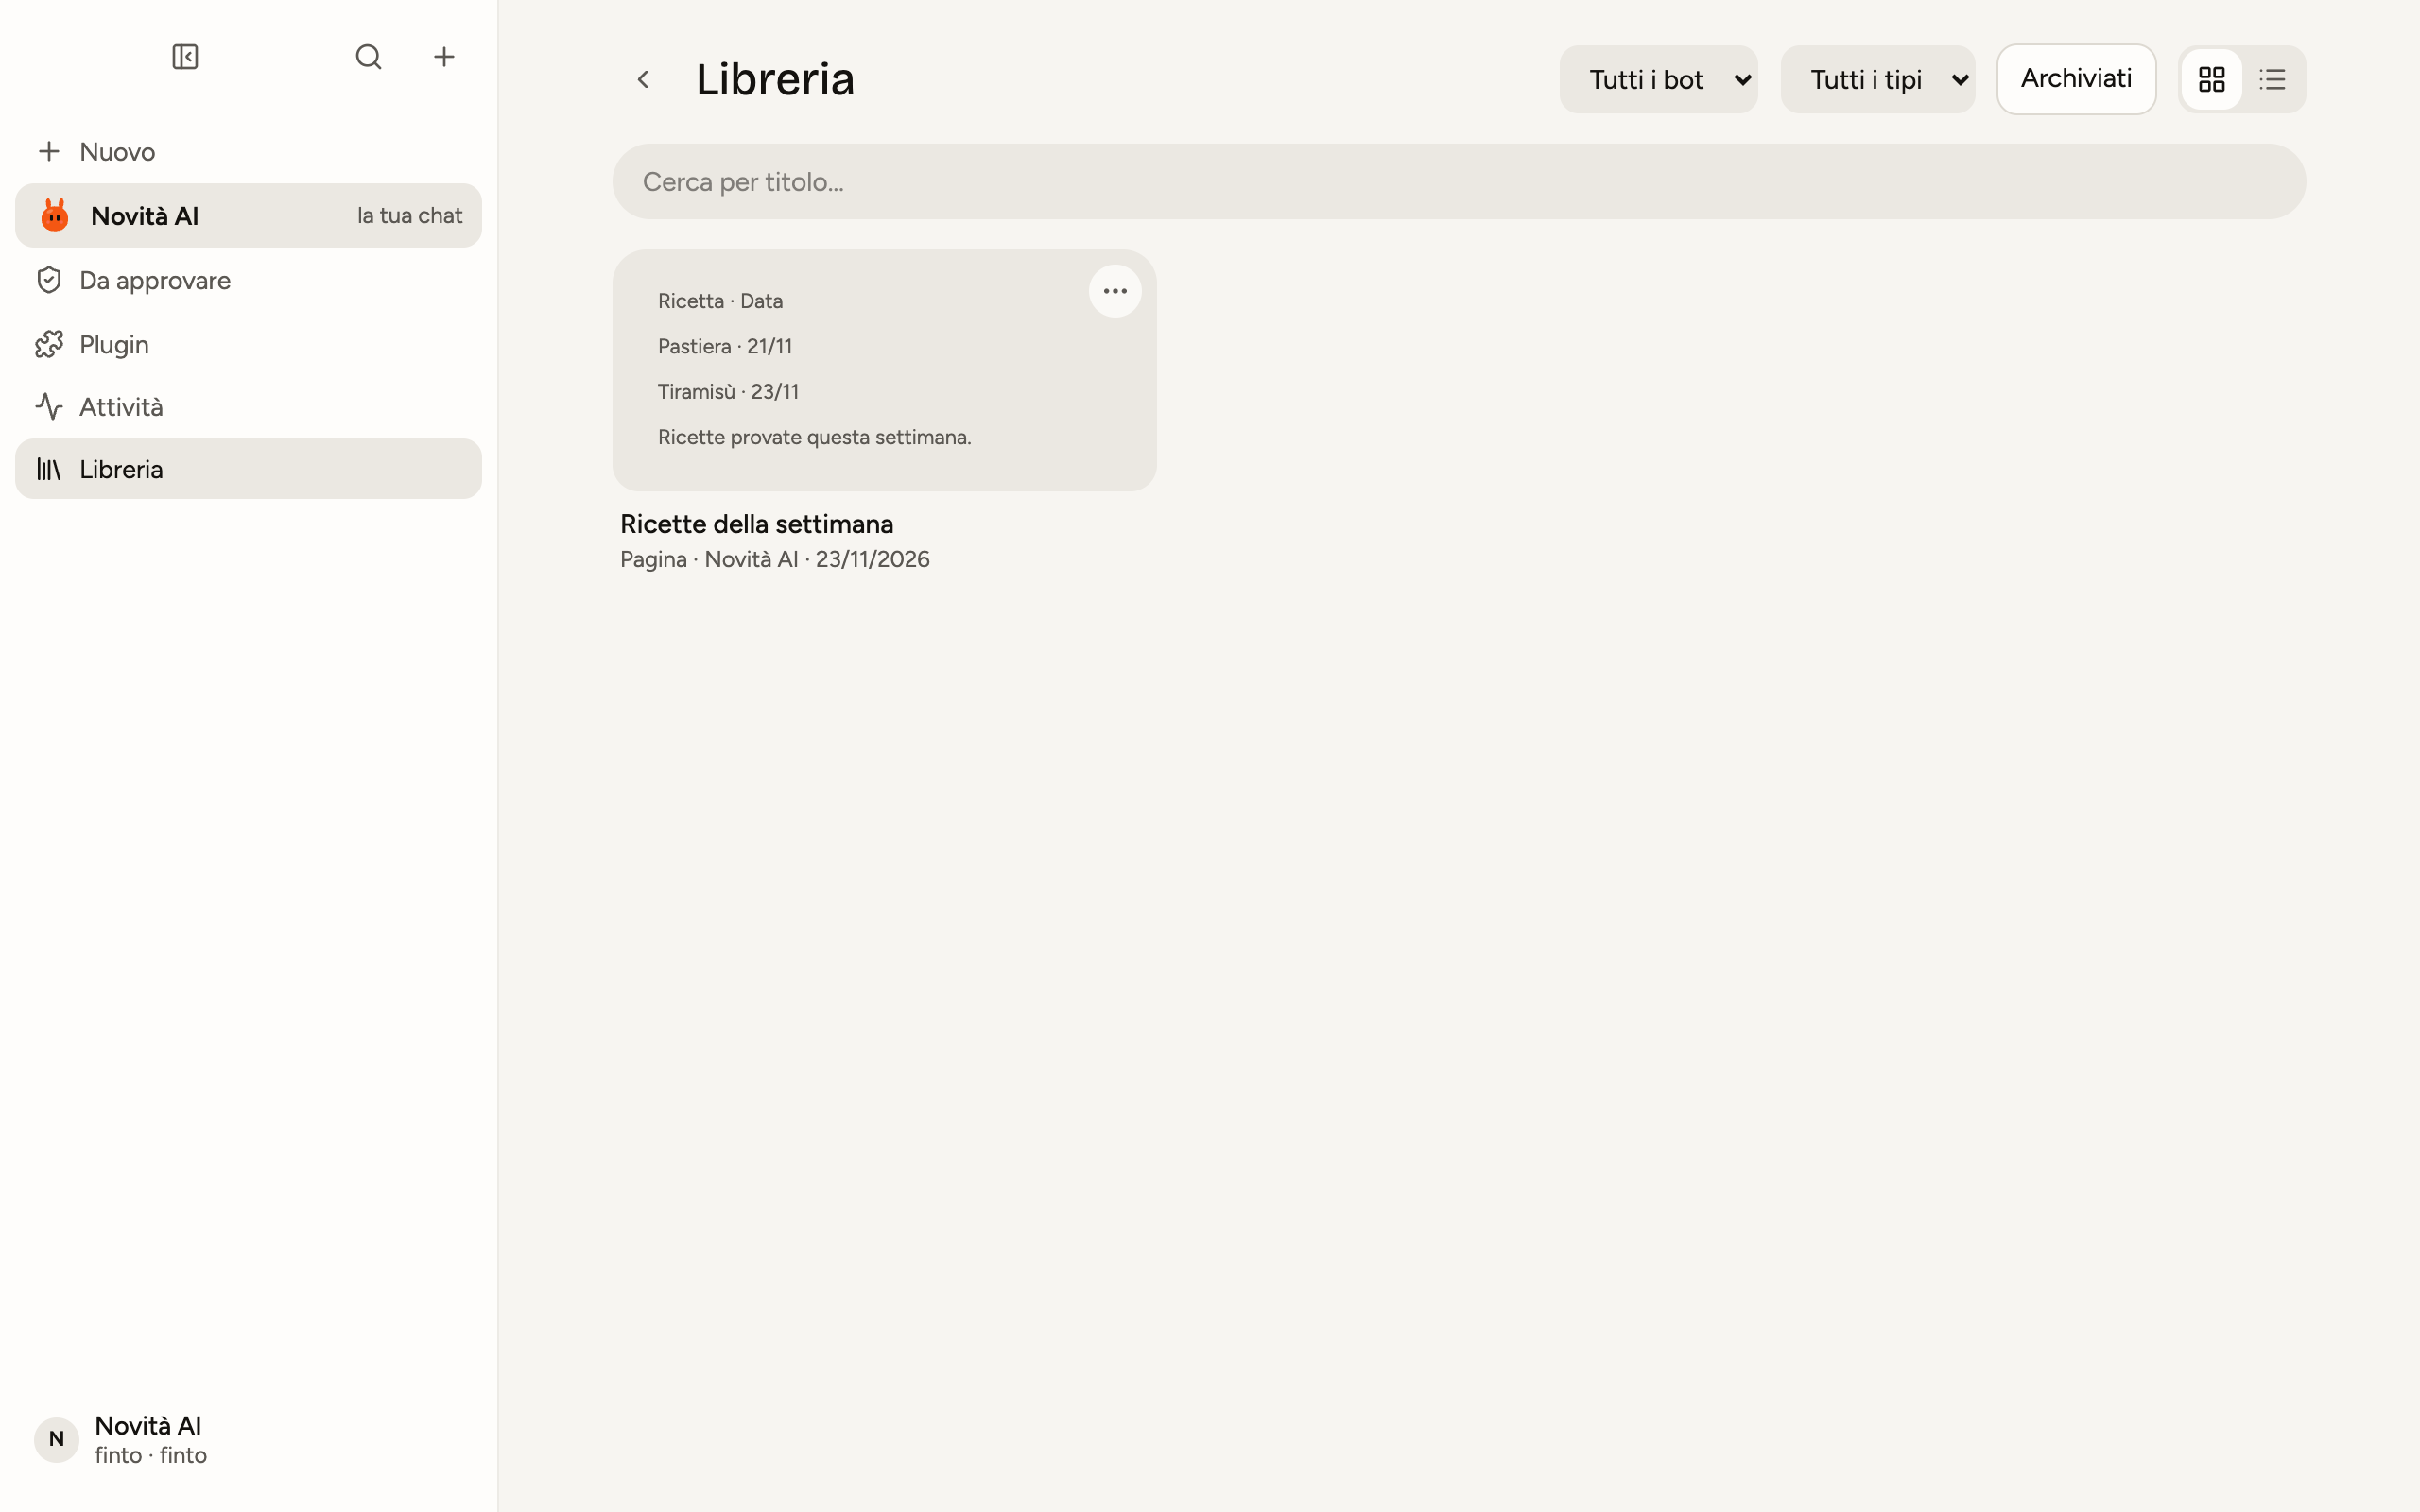 Nuovo
Novità AI
la tua chat
Da approvare
Plugin
Attività
Libreria
Novità AI
N
finto · finto
Libreria
Tutti i bot
Tutti i tipi
Archiviati
Cerca per titolo...
Ricetta · Data
Pastiera · 21/11
Tiramisù · 23/11
Ricette provate questa settimana.
Ricette della settimana
Pagina · Novità AI · 23/11/2026